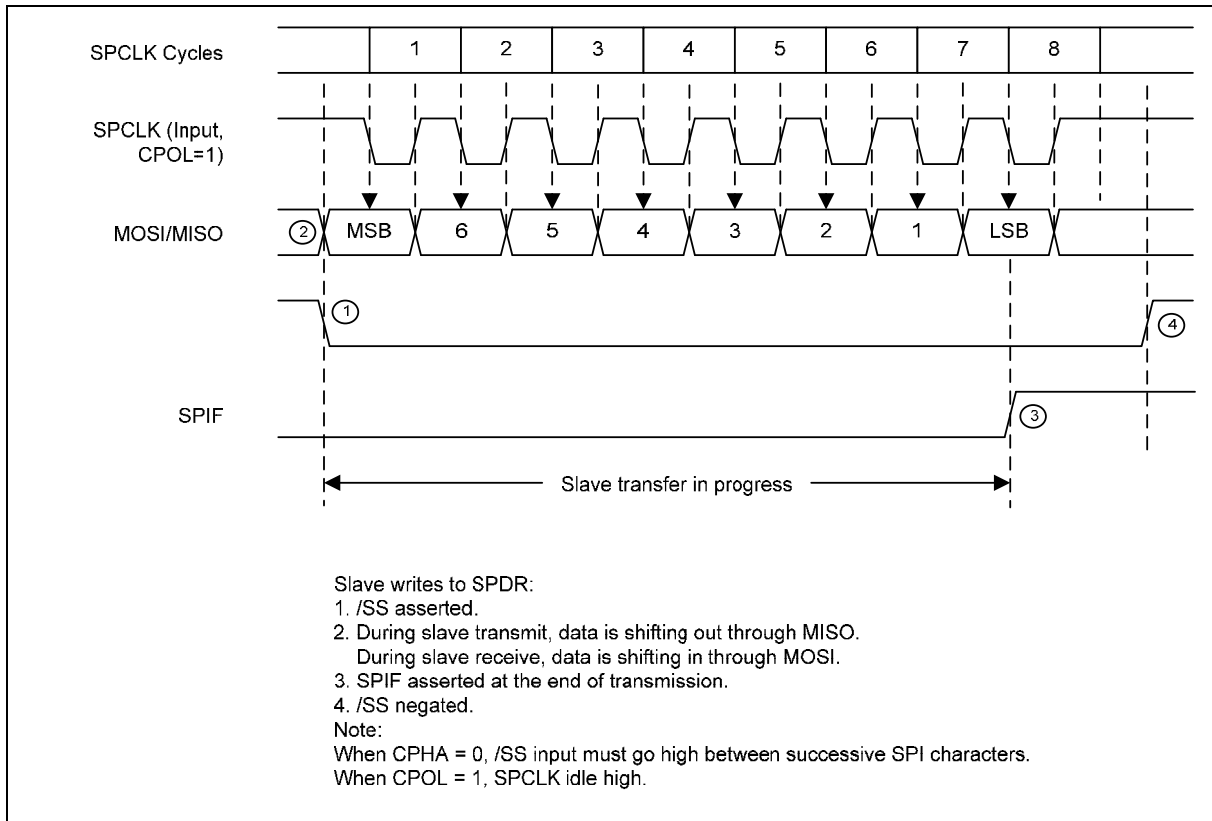 SPCLK Cycles
1 2 3 4 5 6 7 8
SPCLK (Input,
CPOL=1)
MOSI/MISO
2 MSB 6 5 4 3 2 1 LSB
1
4
SPIF
3
Slave transfer in progress
Slave writes to SPDR:
1. /SS asserted.
2. During slave transmit, data is shifting out through MISO.
During slave receive, data is shifting in through MOSI.
3. SPIF asserted at the end of transmission.
4. /SS negated.
Note:
When CPHA = 0, /SS input must go high between successive SPI characters.
When CPOL = 1, SPCLK idle high.